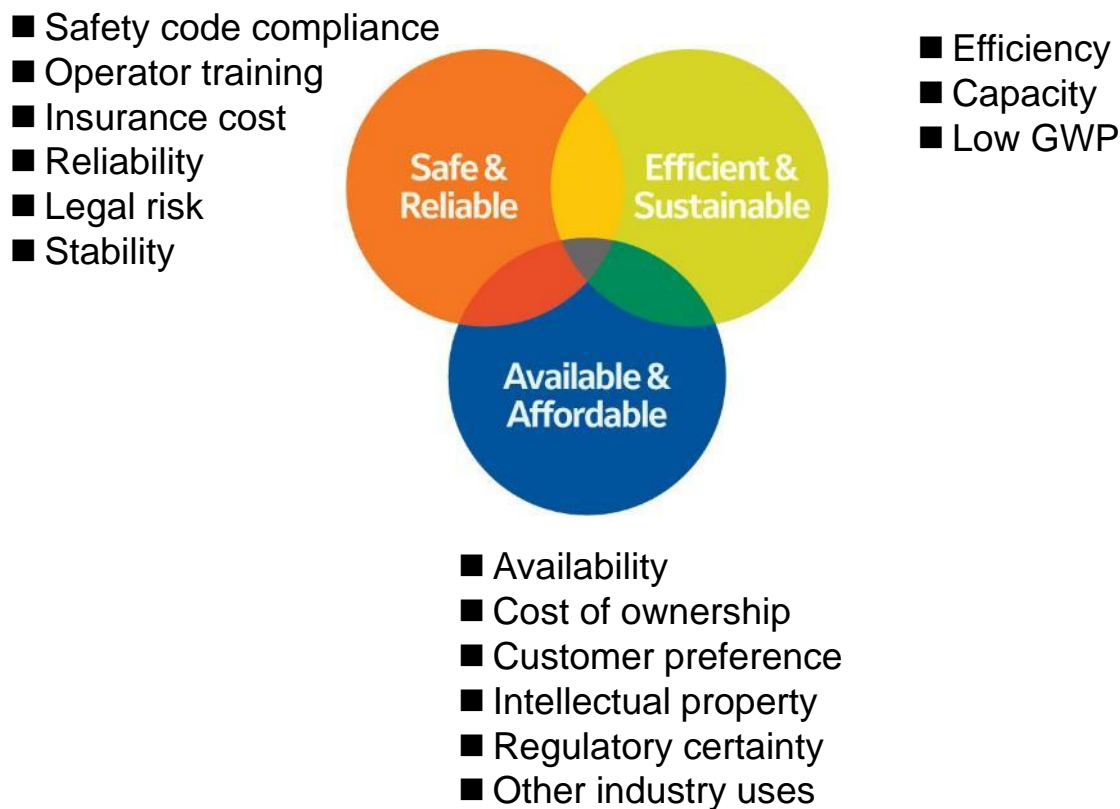 ■ Safety code compliance
■ Operator training
■ Insurance cost
■ Reliability
■ Legal risk
■ Stability
■ Efficiency
■ Capacity
■ Low GWP
Safe &
Reliable
Efficient &
Sustainable
Available &
Affordable
■ Availability
■ Cost of ownership
■ Customer preference
■ Intellectual property
■ Regulatory certainty
■ Other industry uses